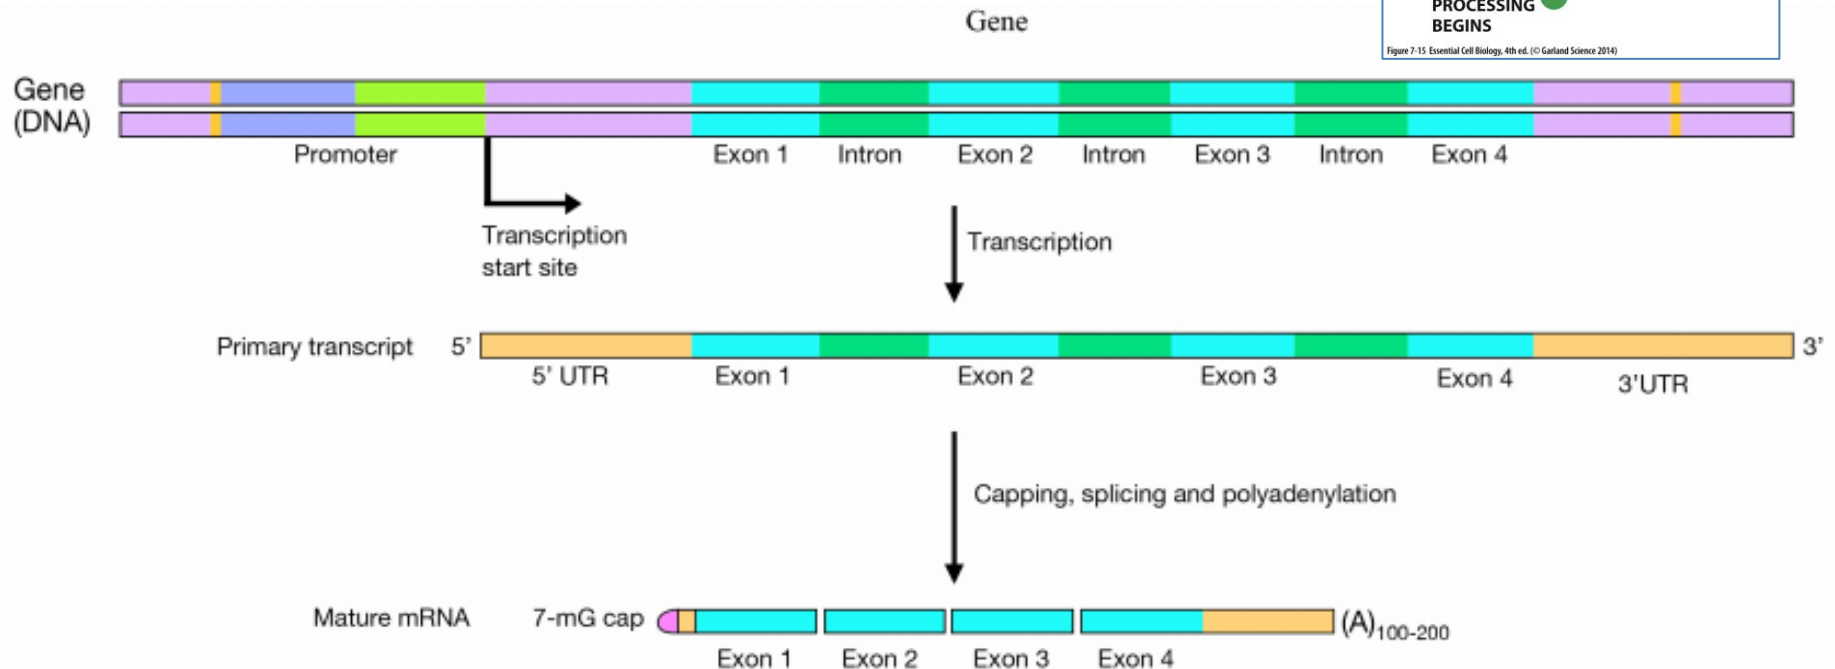 PROCESSING
BEGINS
Figure 7-15 Essential Cell Biology, 4th ed. (© Garland Science 2014)
Gene
Gene
(DNA)
Promoter
Exon 1
Intron
Exon 2
Intron
Exon 3
Intron
Exon 4
Transcription
start site
Transcription
Primary transcript
5’
3’
5’ UTR
Exon 1
Exon 2
Exon 3
Exon 4
3’UTR
Capping, splicing and polyadenylation
Mature mRNA
7-mG cap
(A)100-200
Exon 1
Exon 2
Exon 3
Exon 4